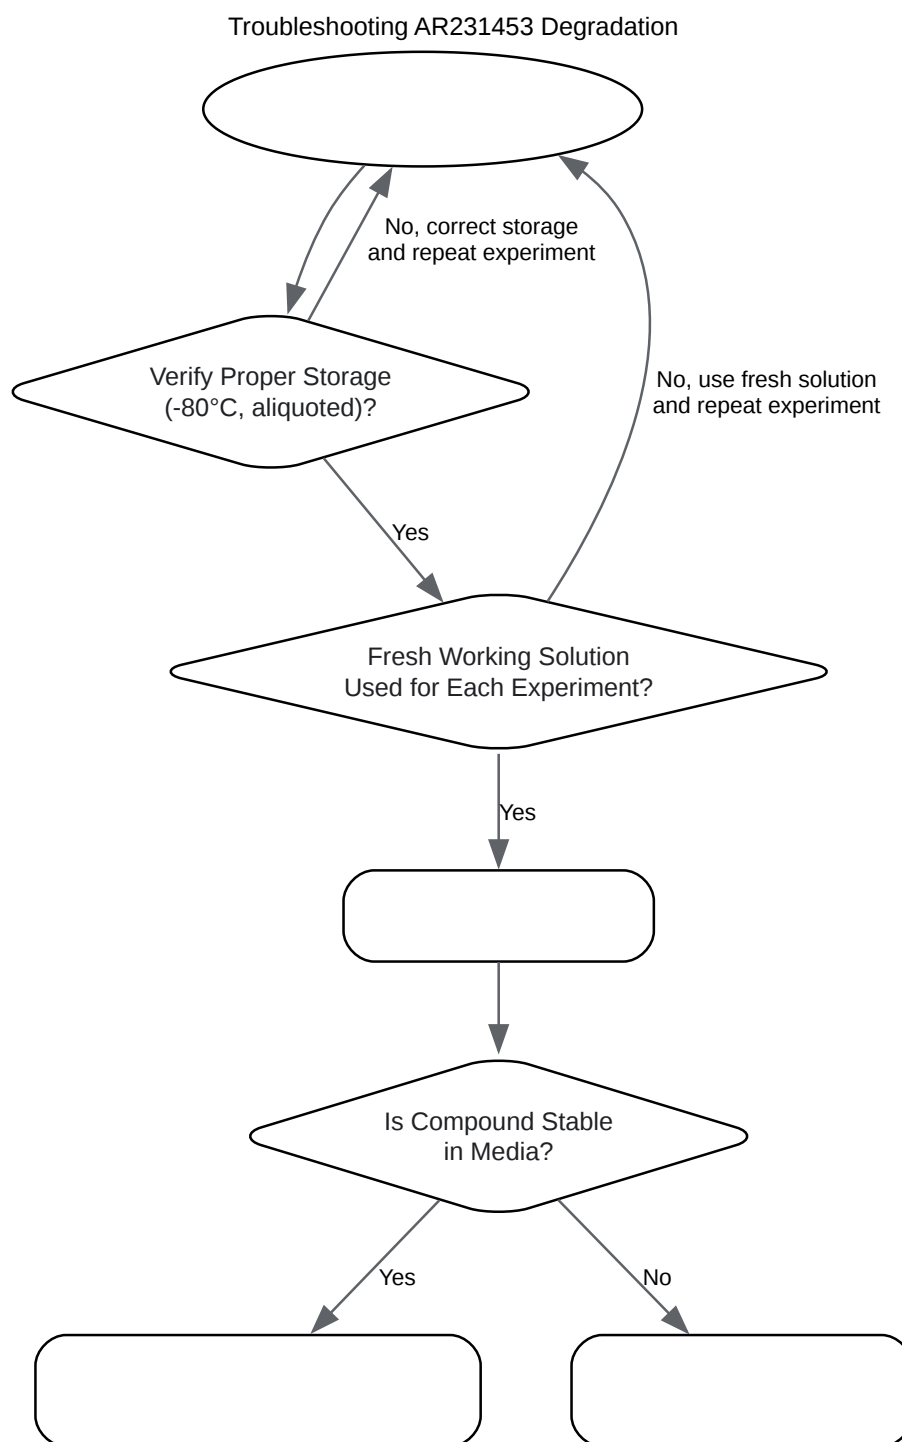 Troubleshooting AR231453 Degradation
No, correct storage
and repeat experiment
Verify Proper Storage
(-80°C, aliquoted)?
No, use fresh solution
and repeat experiment
Yes
Fresh Working Solution
Used for Each Experiment?
Yes
Is Compound Stable
in Media?
Yes
No